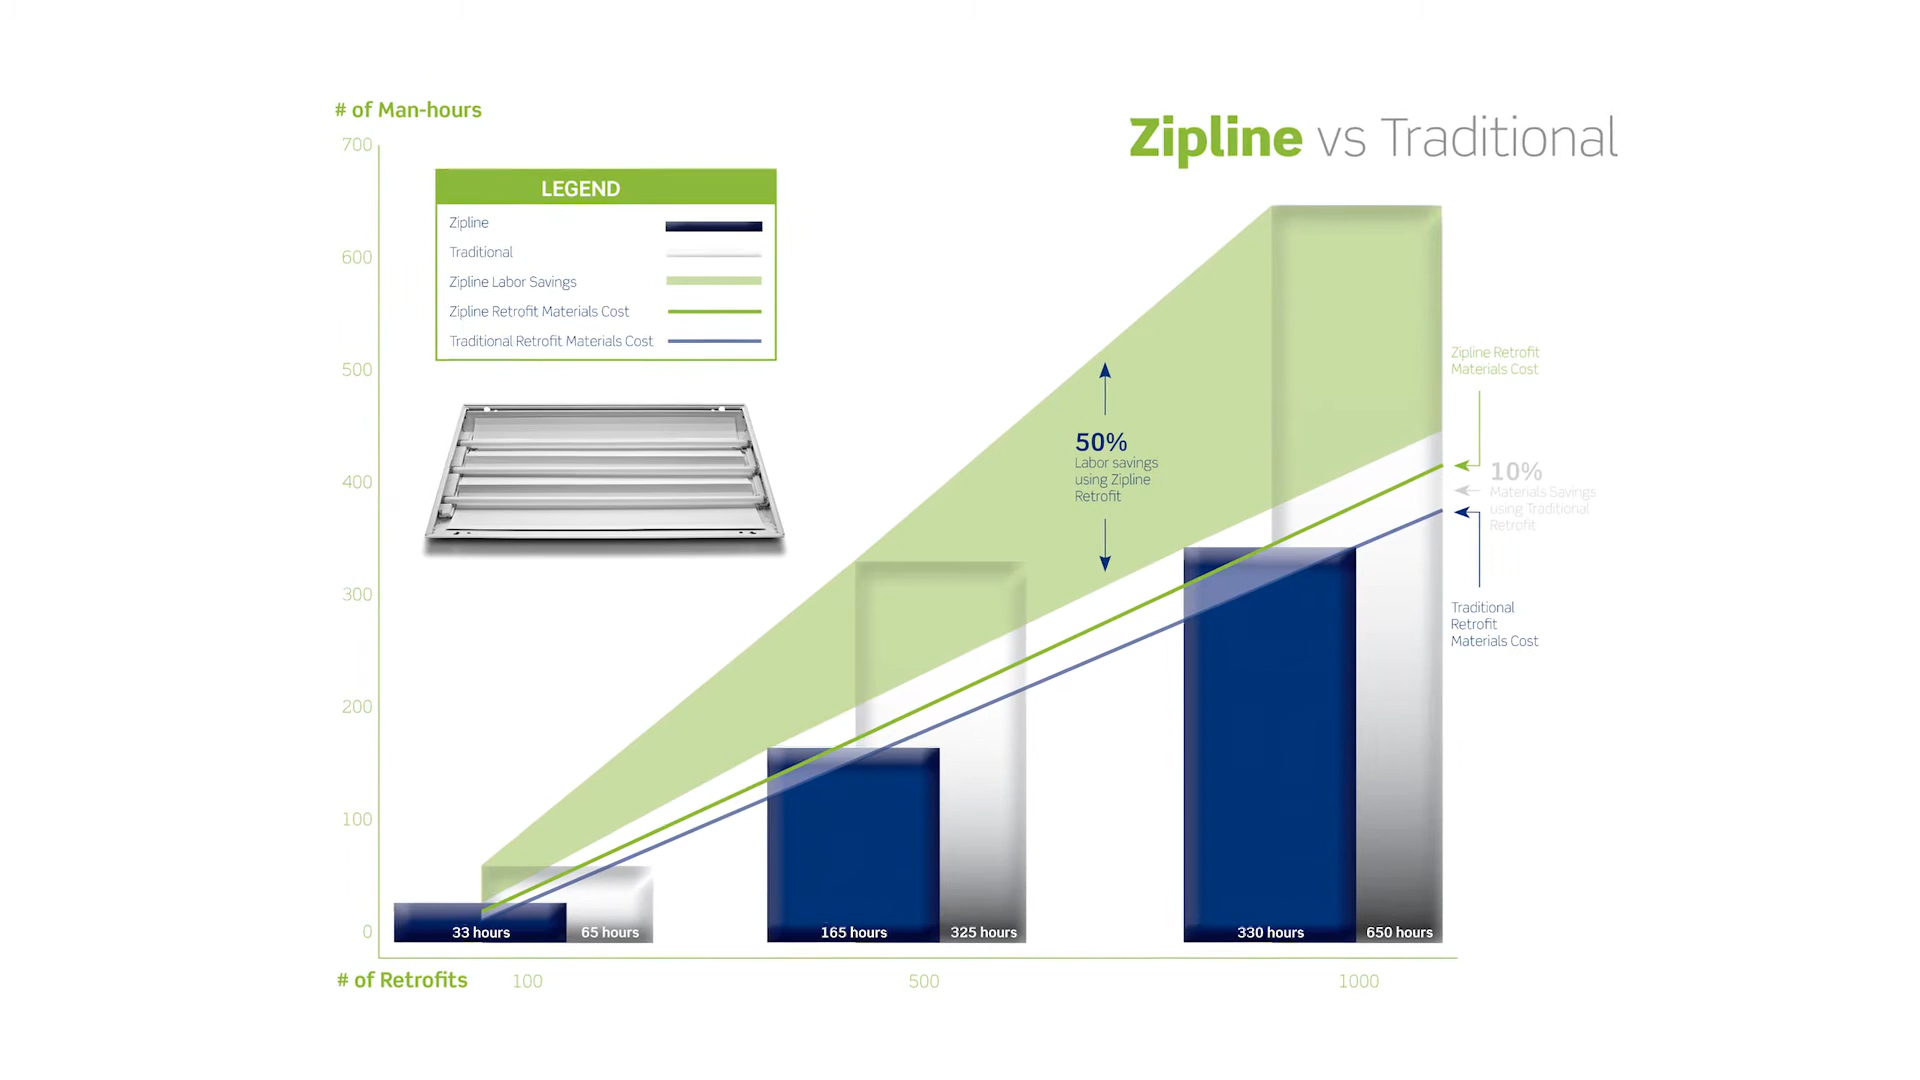 # of Man-hours
Zipline vs Traditional
700
600
500
400
300
200
100
0
LEGEND
Zipline
Traditional
Zipline Labor Savings
Zipline Retrofit Materials Cost
Traditional Retrofit Materials Cost
50%
Labor savings
using Zipline
Retrofit
Zipline Retrofit
Materials Cost
10%
Materials Savings
using Traditional
Retrofit
Traditional
Retrofit
Materials Cost
33 hours
65 hours
165 hours
325 hours
330 hours
650 hours
# of Retrofits
100
500
1000